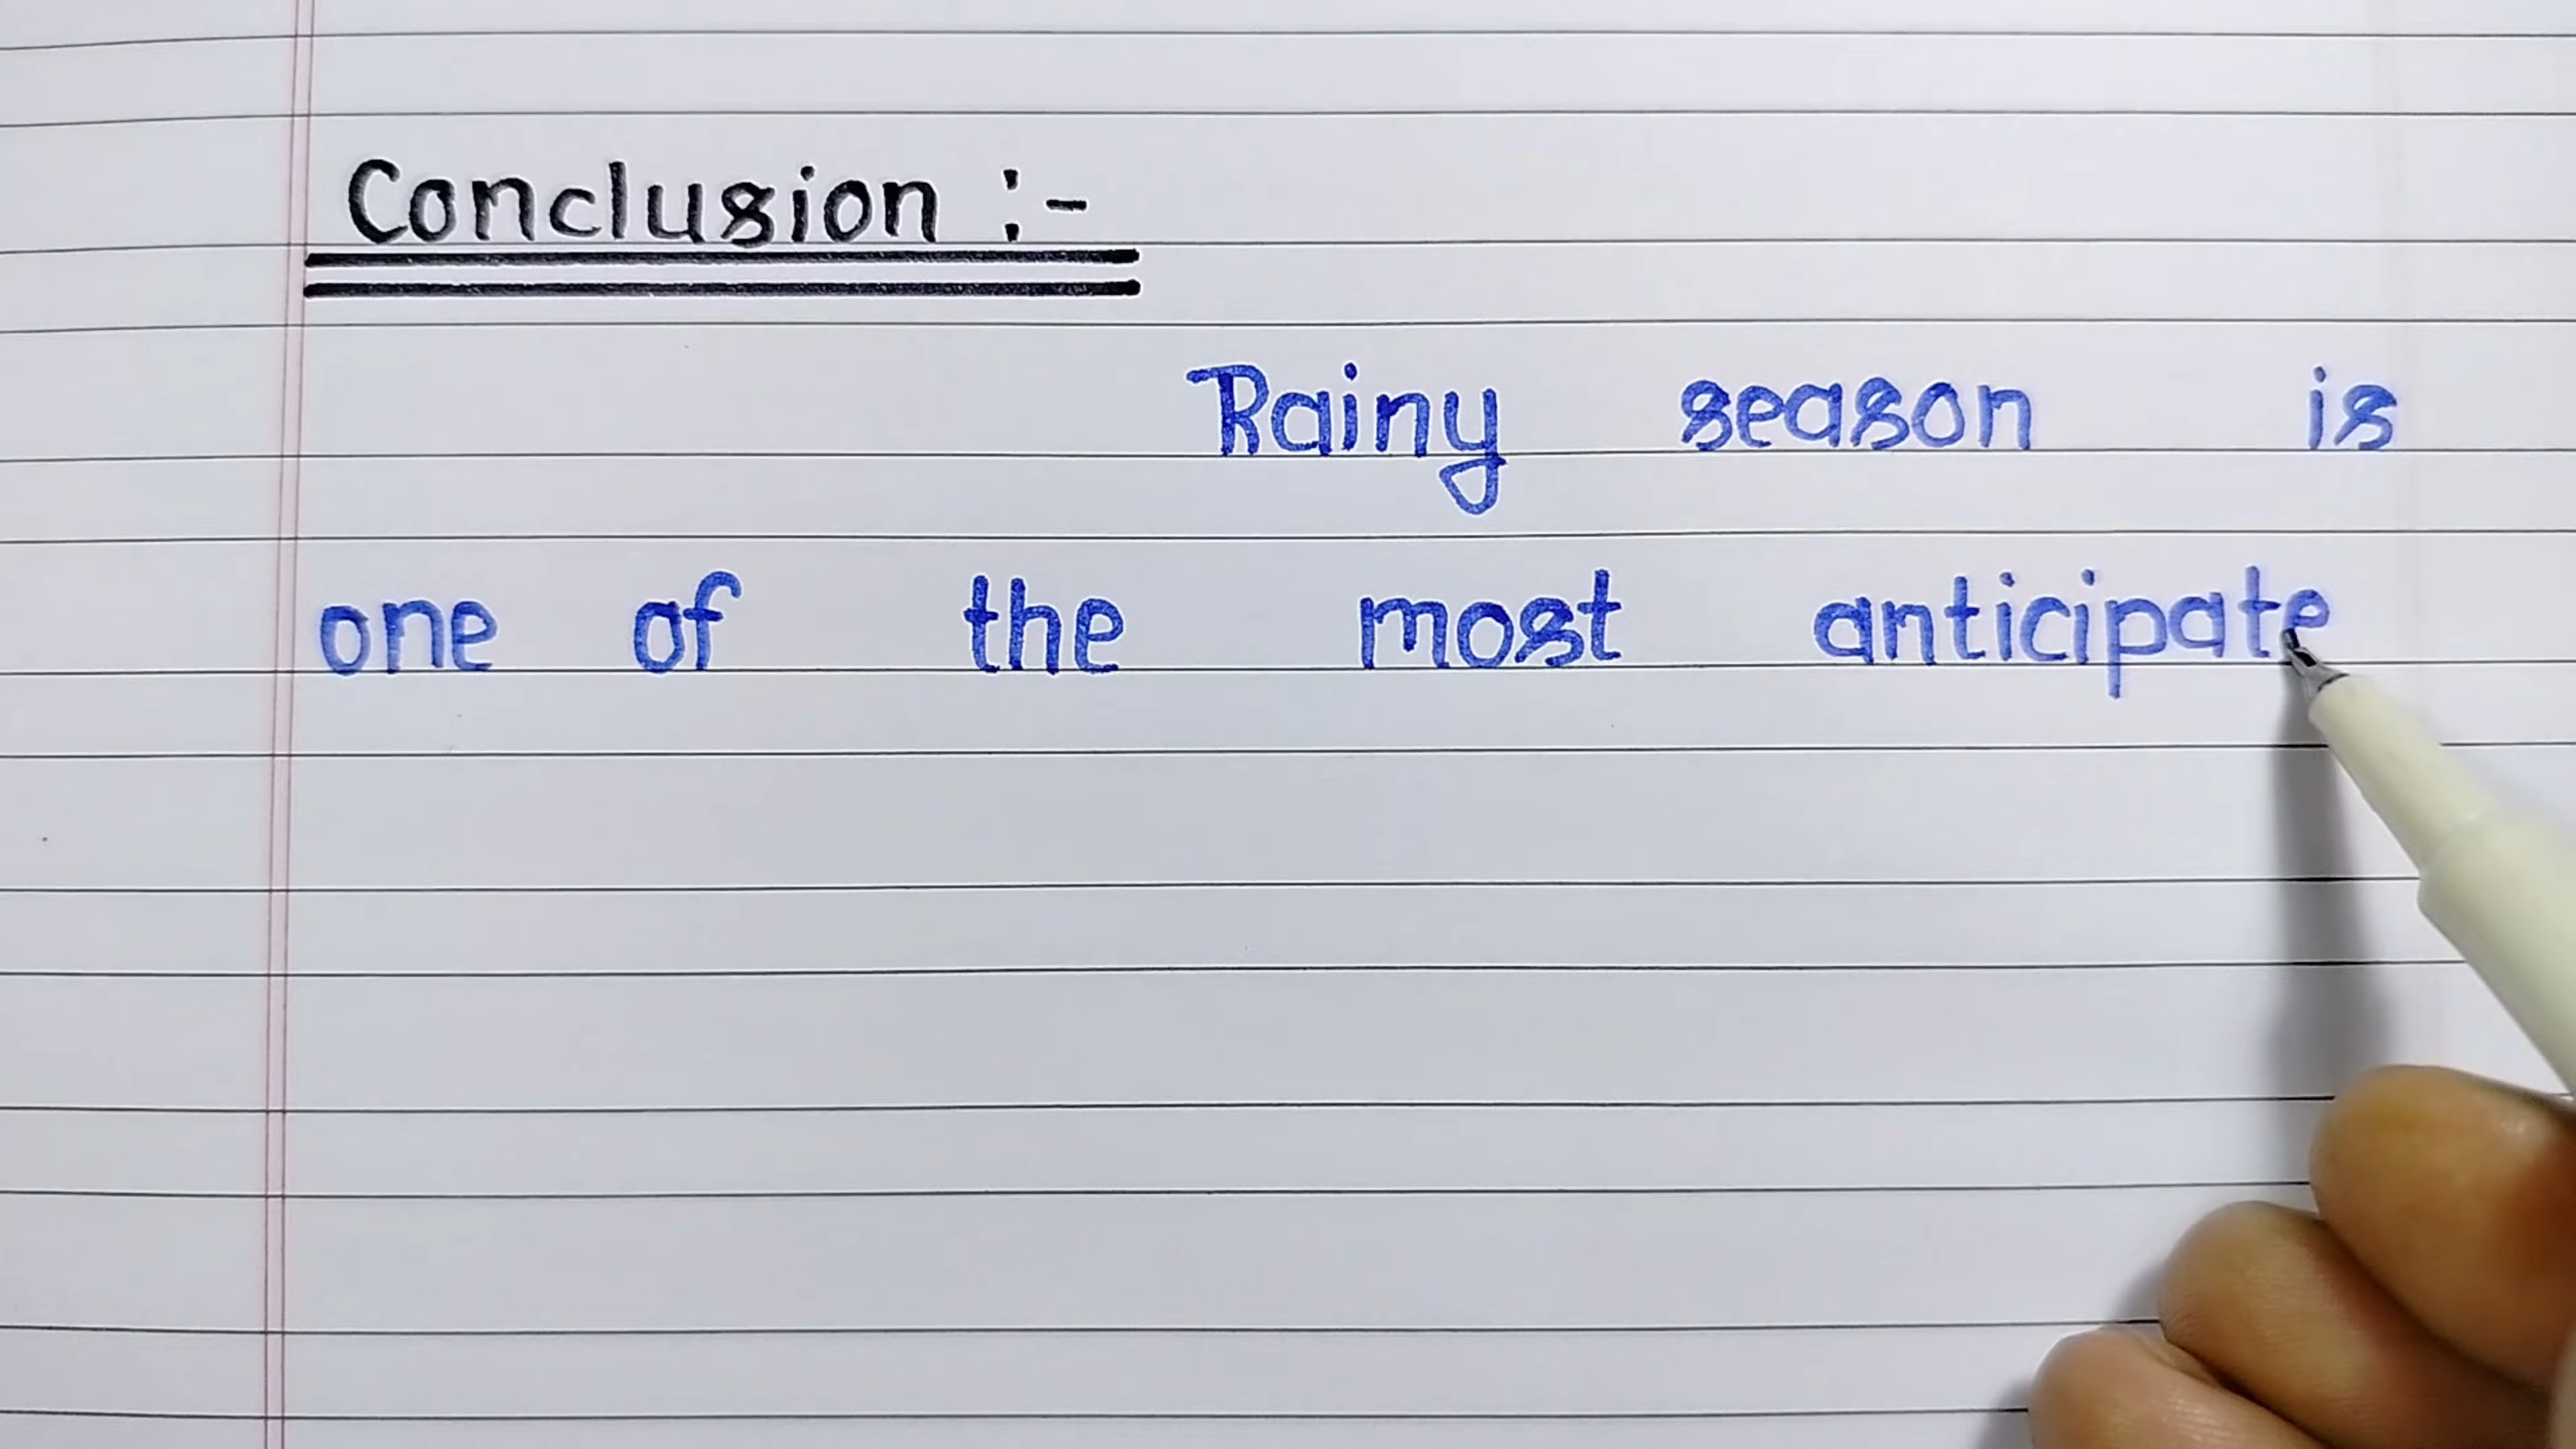 Conclusion :-
Rainy season is
one of the most anticipate